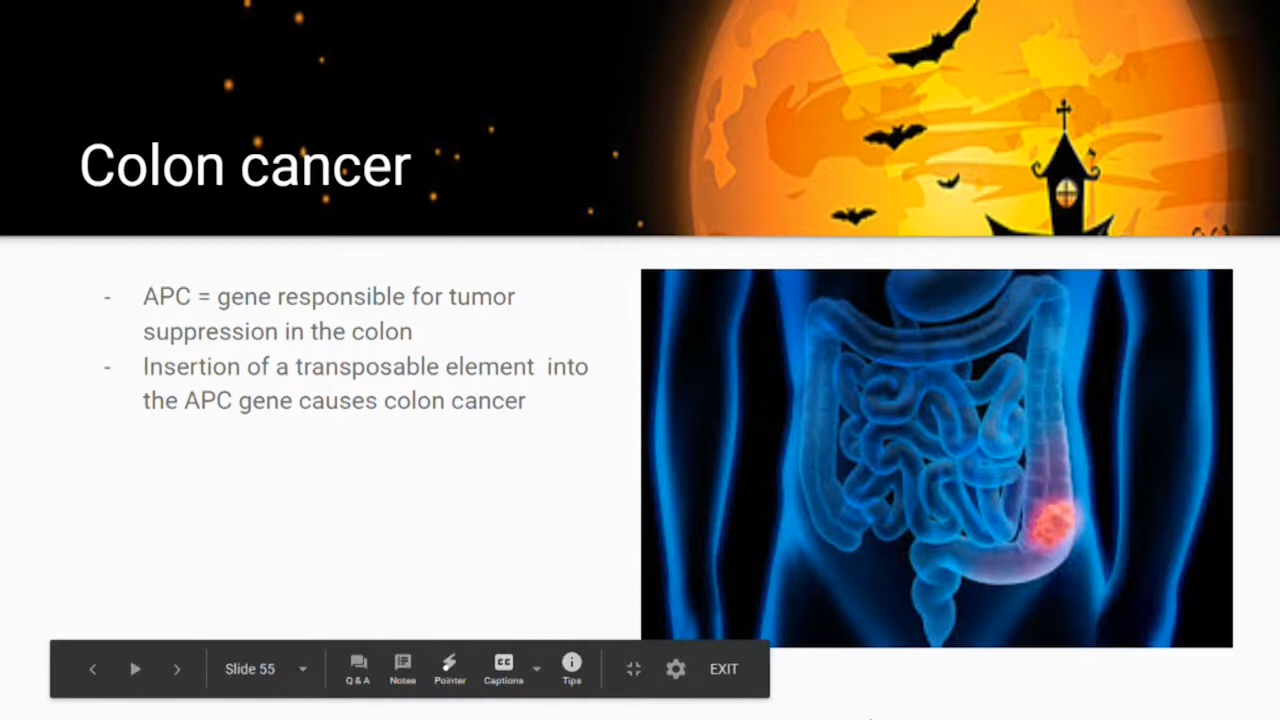 Colon cancer
- APC = gene responsible for tumor
suppression in the colon
- Insertion of a transposable element into
the APC gene causes colon cancer
Slide 55
Q & A
Notes
Pointer
CC
Captions
Tips
EXIT